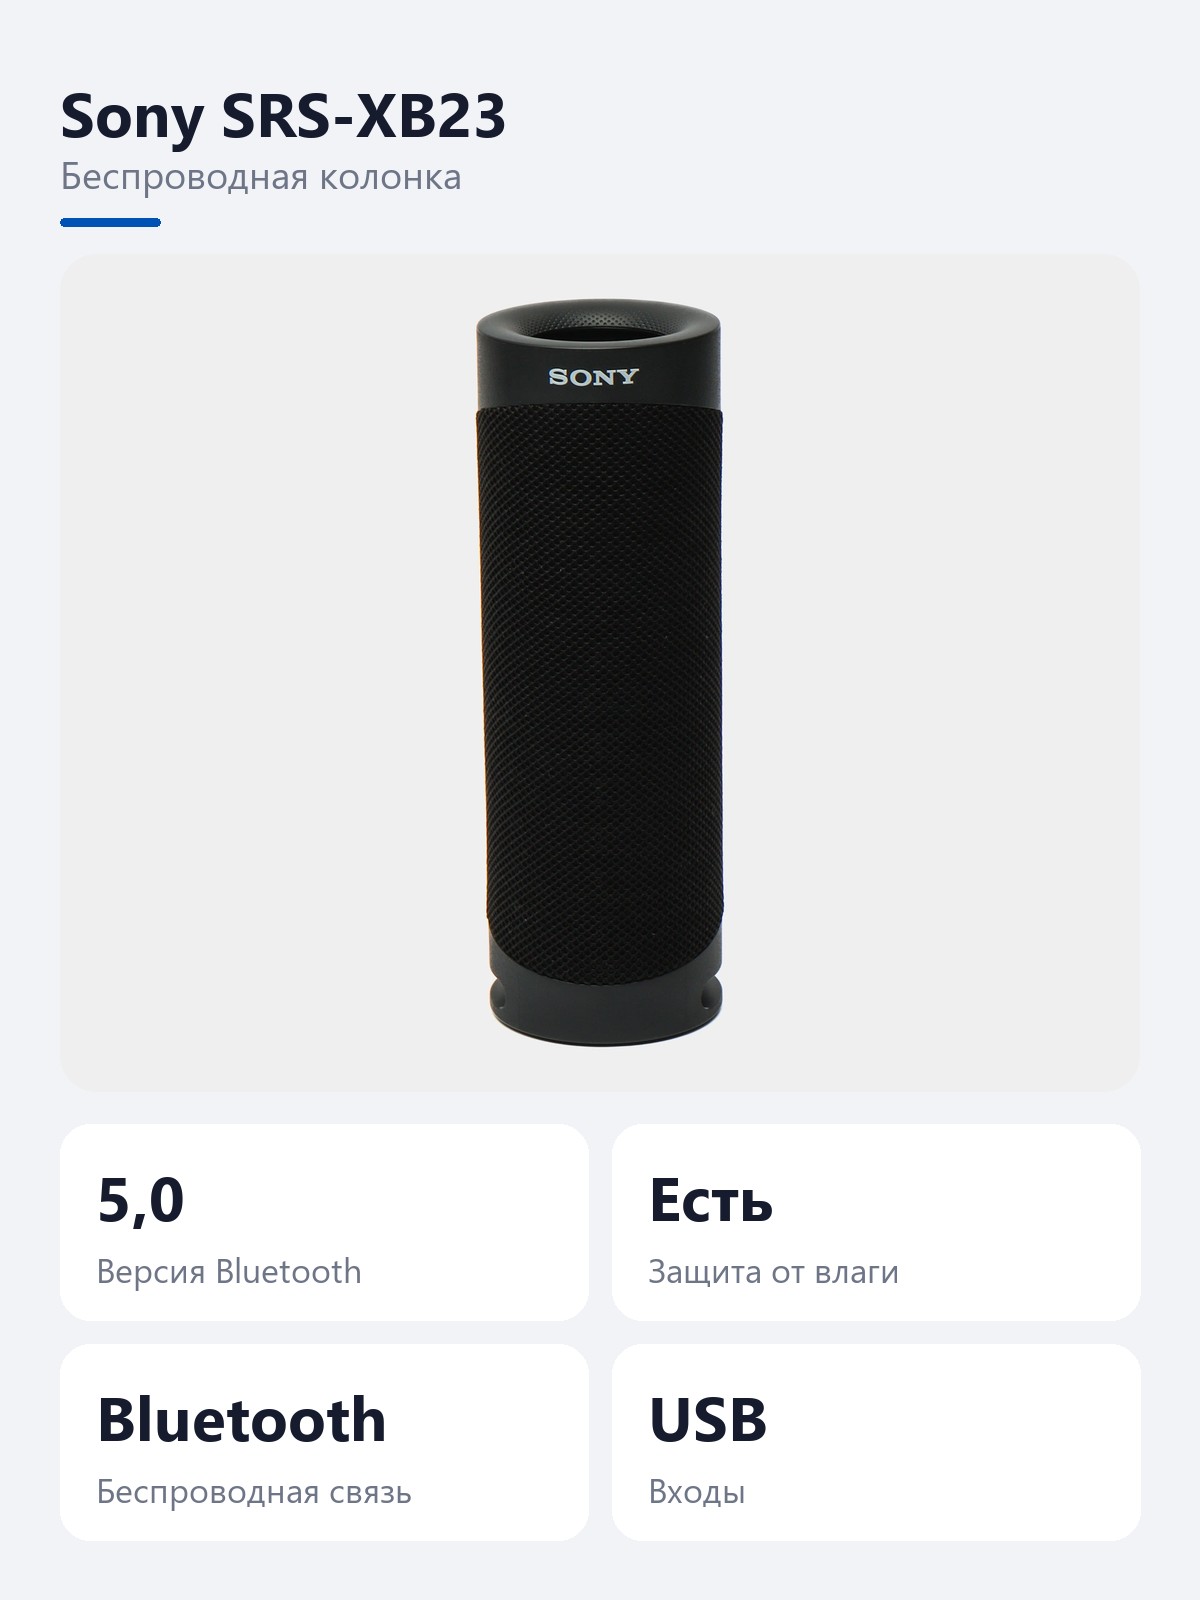 Sony SRS-XB23
Беспроводная колонка
SONY
5,0
Версия Bluetooth
Есть
Защита от влаги
Bluetooth
Беспроводная связь
USB
Входы